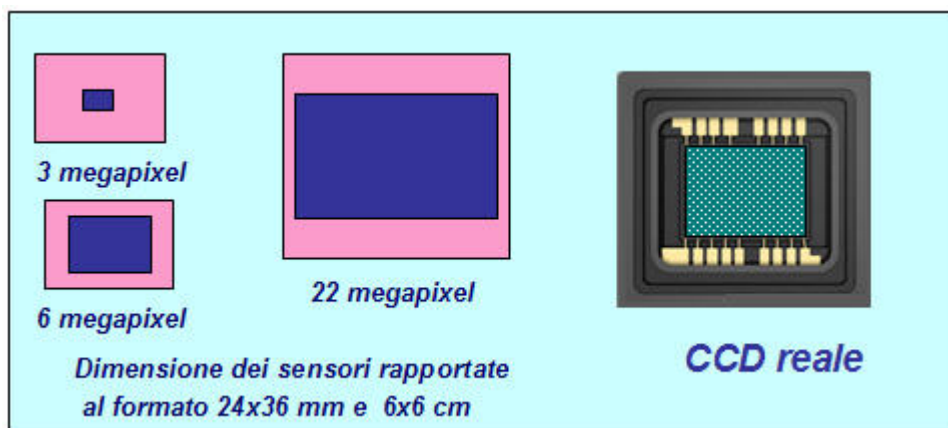 3 megapixel
6 megapixel
22 megapixel
Dimensione dei sensori rapportate
al formato 24x36 mm e 6x6 cm
CCD reale